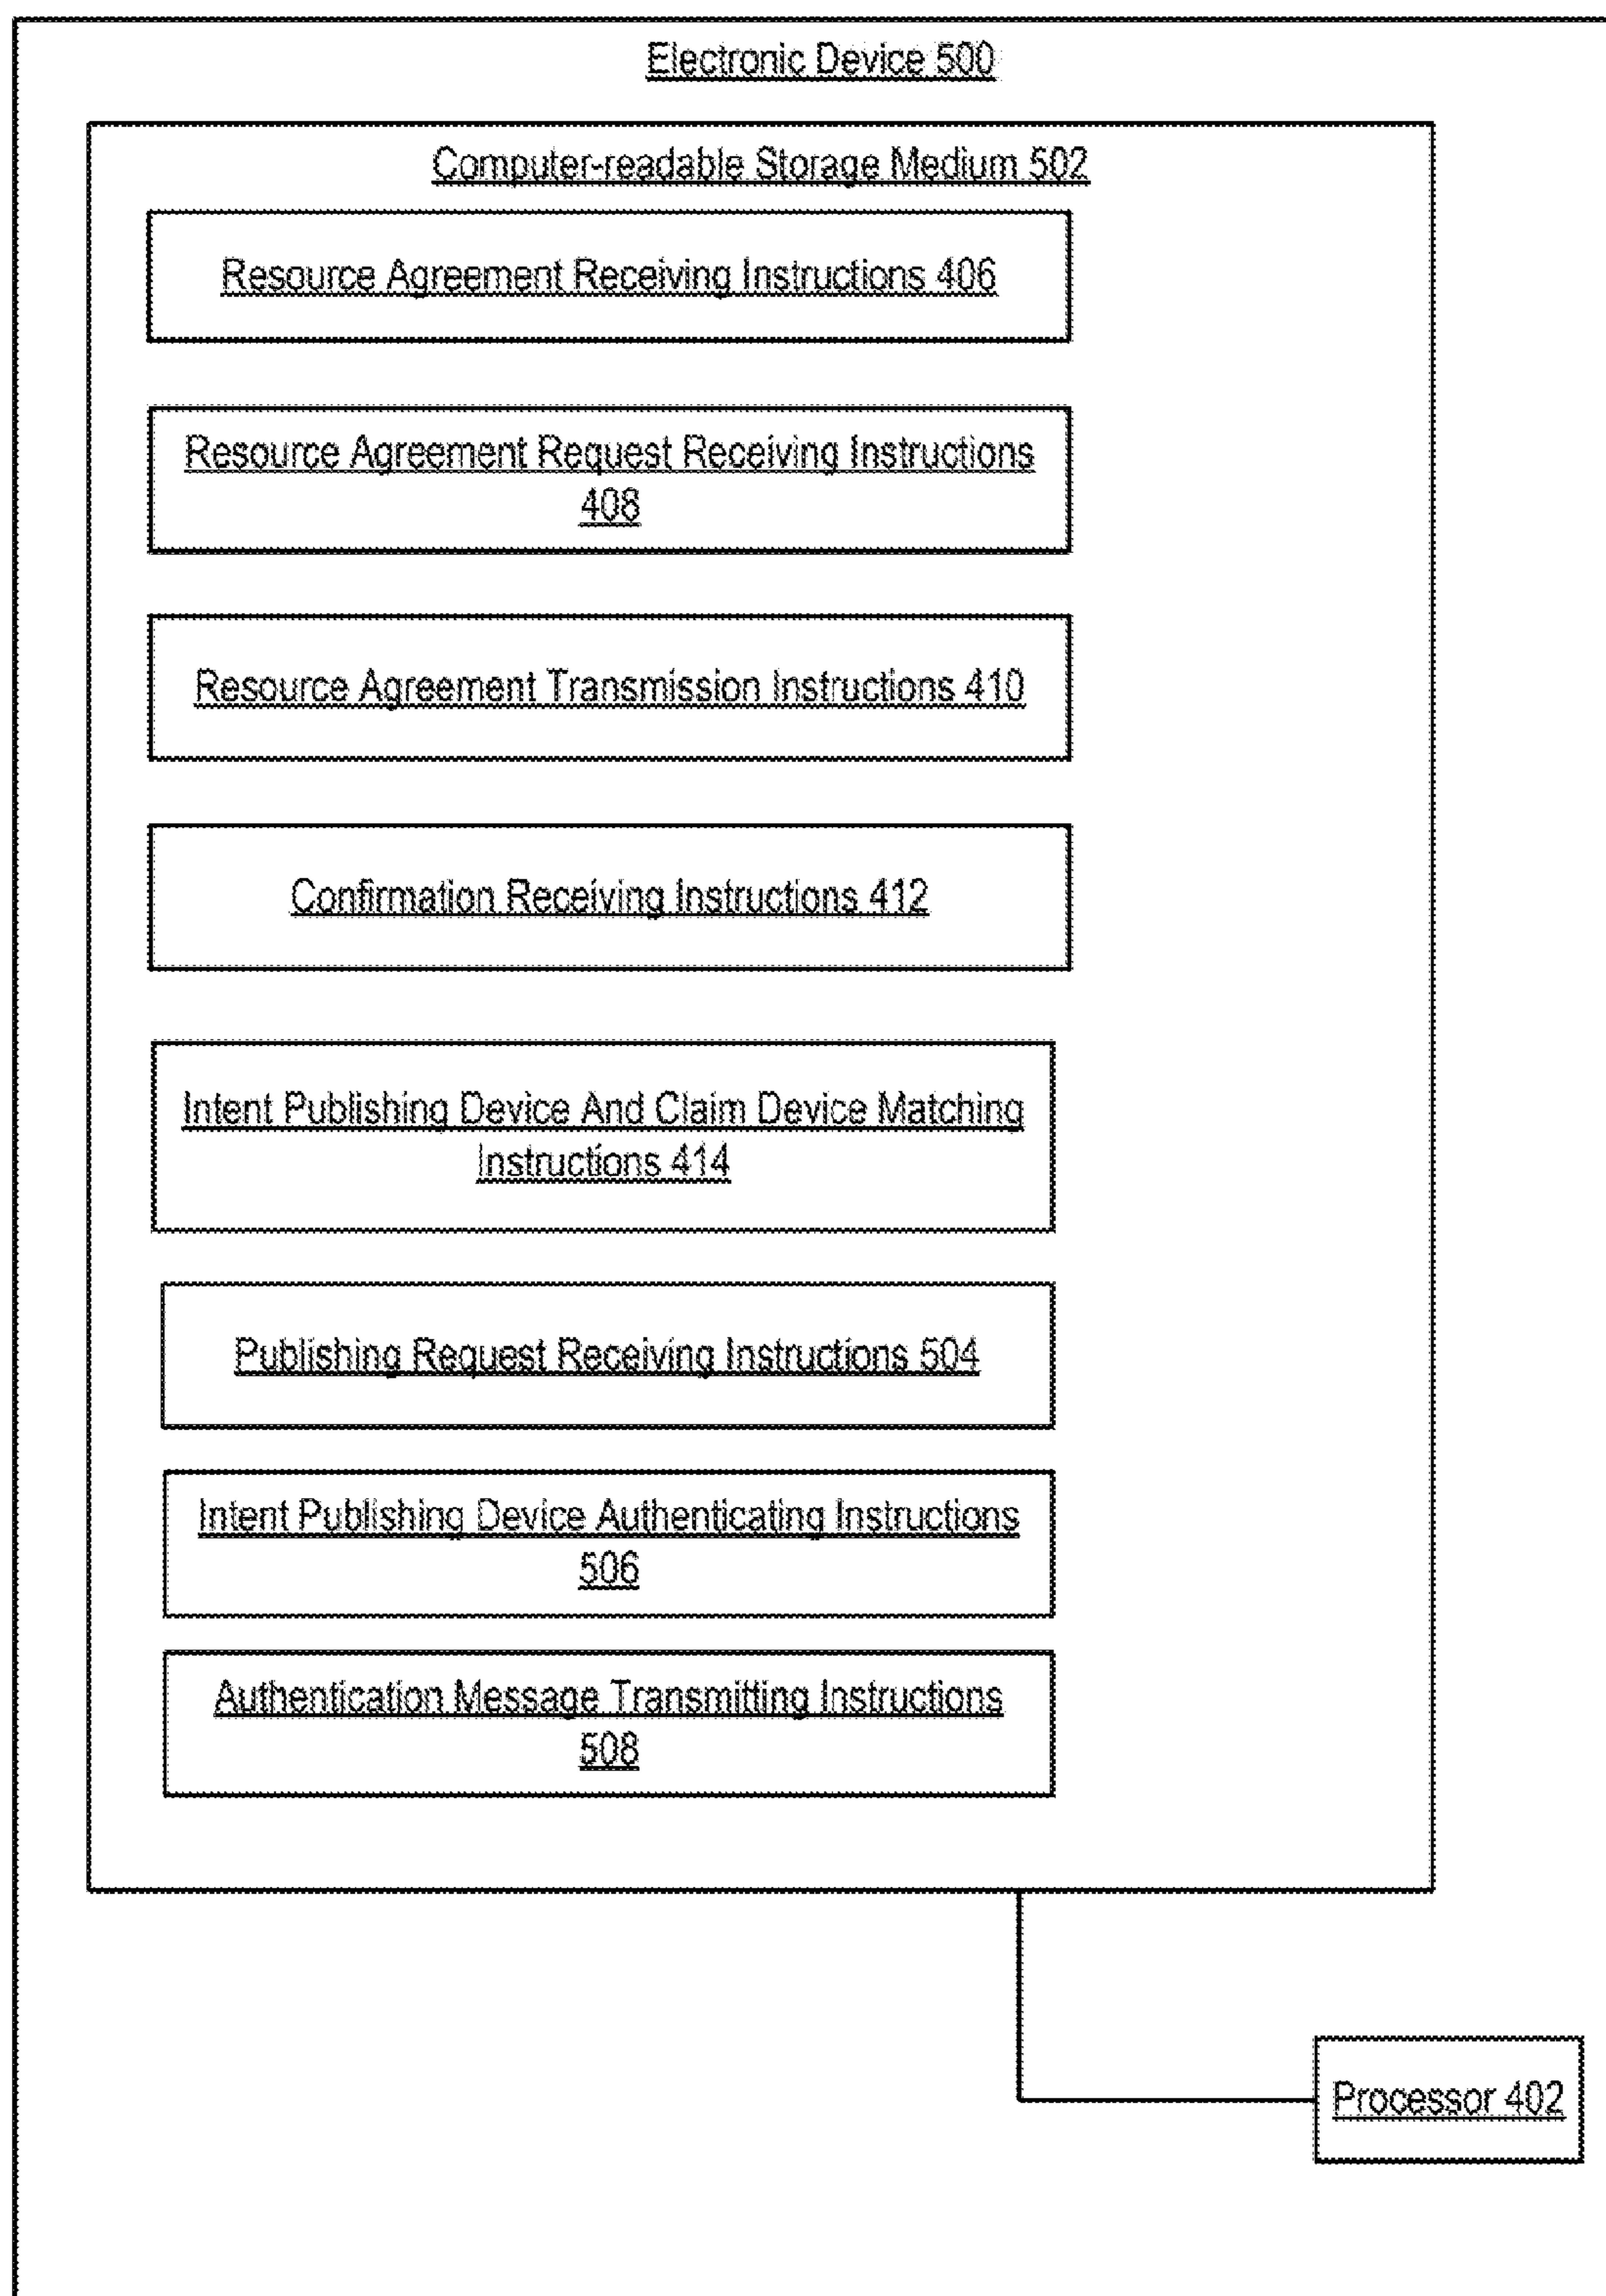 Electronic Device 500
Computer-readable Storage Medium 502
Resource Agreement Receiving Instructions 406
Resource Agreement Request Receiving Instructions
408
Resource Agreement Transmission Instructions 410
Confirmation Receiving Instructions 412
Intent Publishing Device And Claim Device Matching
Instructions 414
Publishing Request Receiving Instructions 504
Intent Publishing Device Authenticating Instructions
506
Authentication Message Transmitting Instructions
508
Processor 402